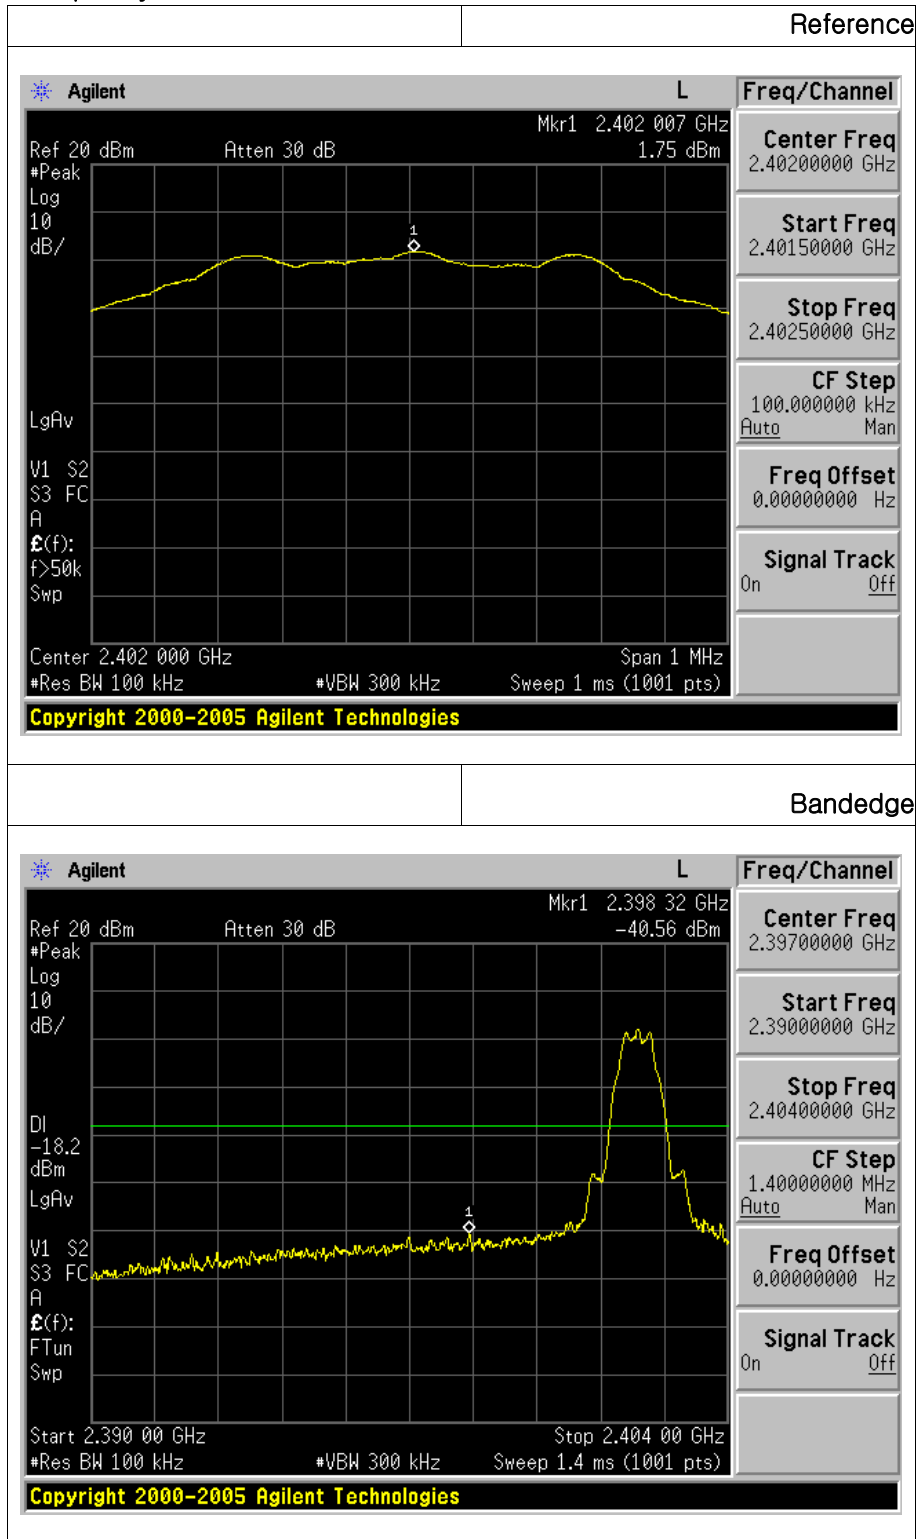 Reference
Agilent L Freq/Channel
Mkr1 2.402 007 GHz
Ref 20 dBm Atten 30 dB 1.75 dBm
#Peak
Log
10
dB/
1
LgAv
V1 S2
S3 FC
A
£(f):
f>50k
Swp
Center 2.402 000 GHz Span 1 MHz
#Res BW 100 kHz #VBW 300 kHz Sweep 1 ms (1001 pts)
Copyright 2000-2005 Agilent Technologies
Center Freq
2.40200000 GHz
Start Freq
2.40150000 GHz
Stop Freq
2.40250000 GHz
CF Step
100.000000 kHz
Auto Man
Freq Offset
0.00000000 Hz
Signal Track
On Off
Bandedge
Agilent L Freq/Channel
Mkr1 2.398 32 GHz
Ref 20 dBm Atten 30 dB -40.56 dBm
#Peak
Log
10
dB/
DI
-18.2
dBm
LgAv
1
V1 S2
S3 FC
A
£(f):
FTun
Swp
Start 2.390 00 GHz Stop 2.404 00 GHz
#Res BW 100 kHz #VBW 300 kHz Sweep 1.4 ms (1001 pts)
Copyright 2000-2005 Agilent Technologies
Center Freq
2.39700000 GHz
Start Freq
2.39000000 GHz
Stop Freq
2.40400000 GHz
CF Step
1.40000000 MHz
Auto Man
Freq Offset
0.00000000 Hz
Signal Track
On Off